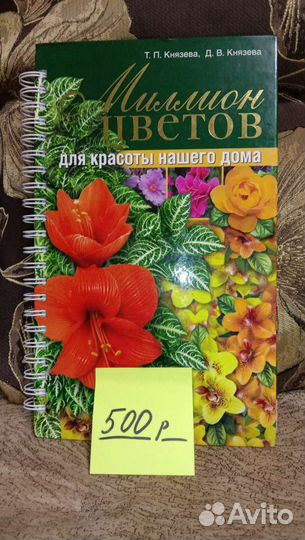 Т. П. Князева, Д. В. Князева
Миллион
цветов
для красоты нашего дома
500 р
Avito